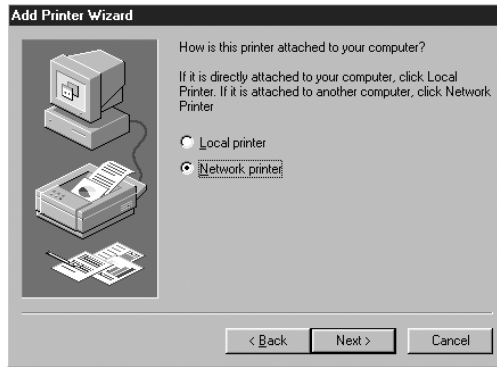 Add Printer Wizard
How is this printer attached to your computer?
If it is directly attached to your computer, click Local
Printer. If it is attached to another computer, click Network
Printer
Local printer
Network printer
< Back
Next >
Cancel